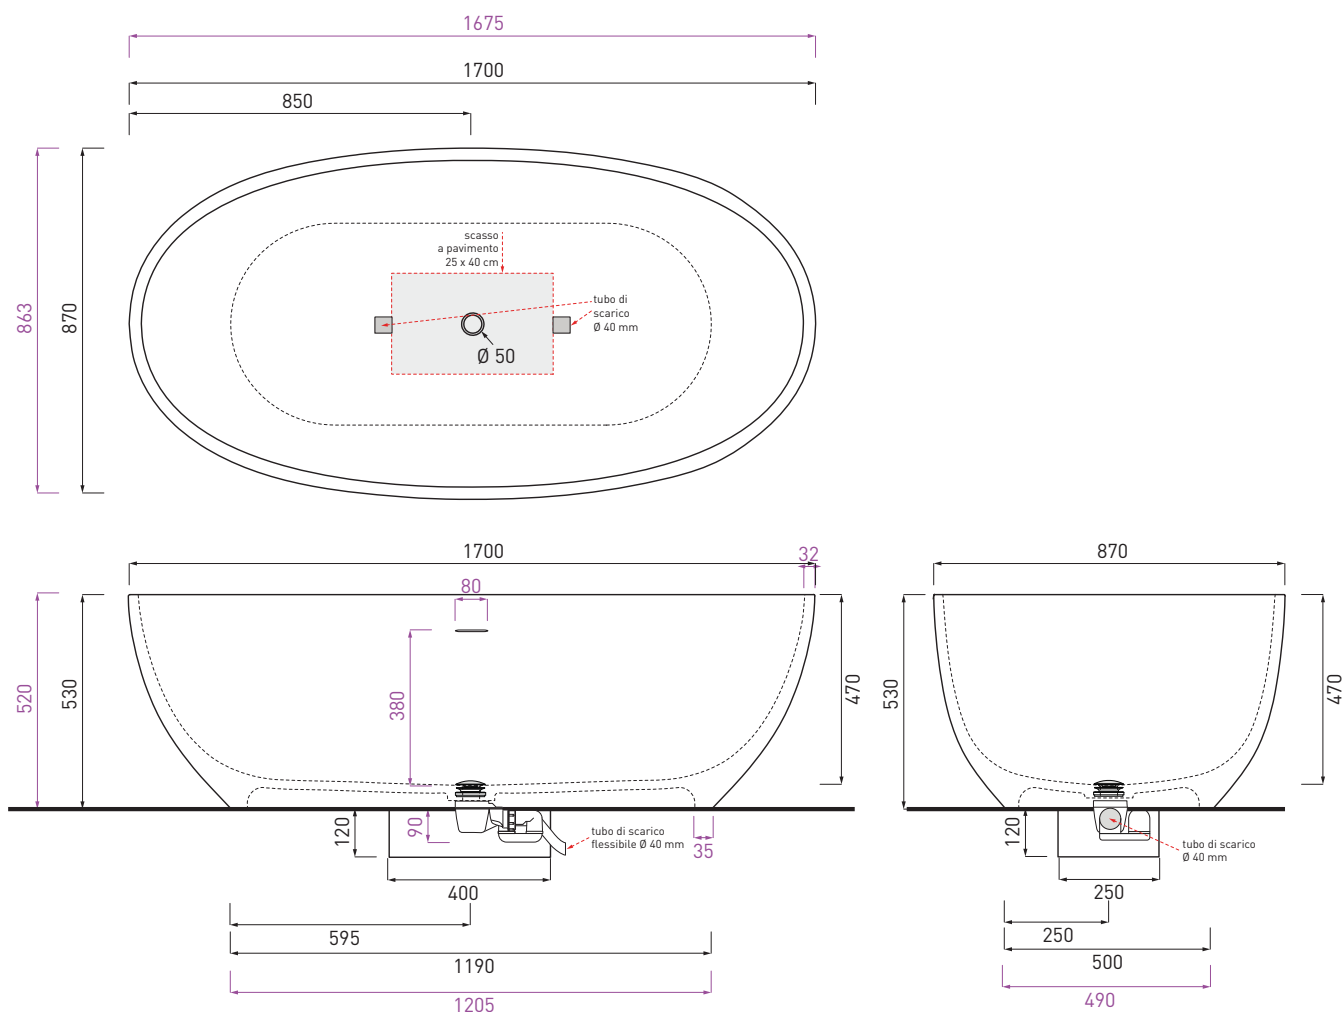 1675
1700
850
863
870
scasso
a pavimento
25 x 40 cm
tubo di
scarico
Ø 40 mm
Ø 50
1700
32
80
520
530
380
470
120
90
tubo di scarico
flessibile Ø 40 mm
35
400
595
1190
1205
870
530
470
120
tubo di scarico
Ø 40 mm
250
250
500
490